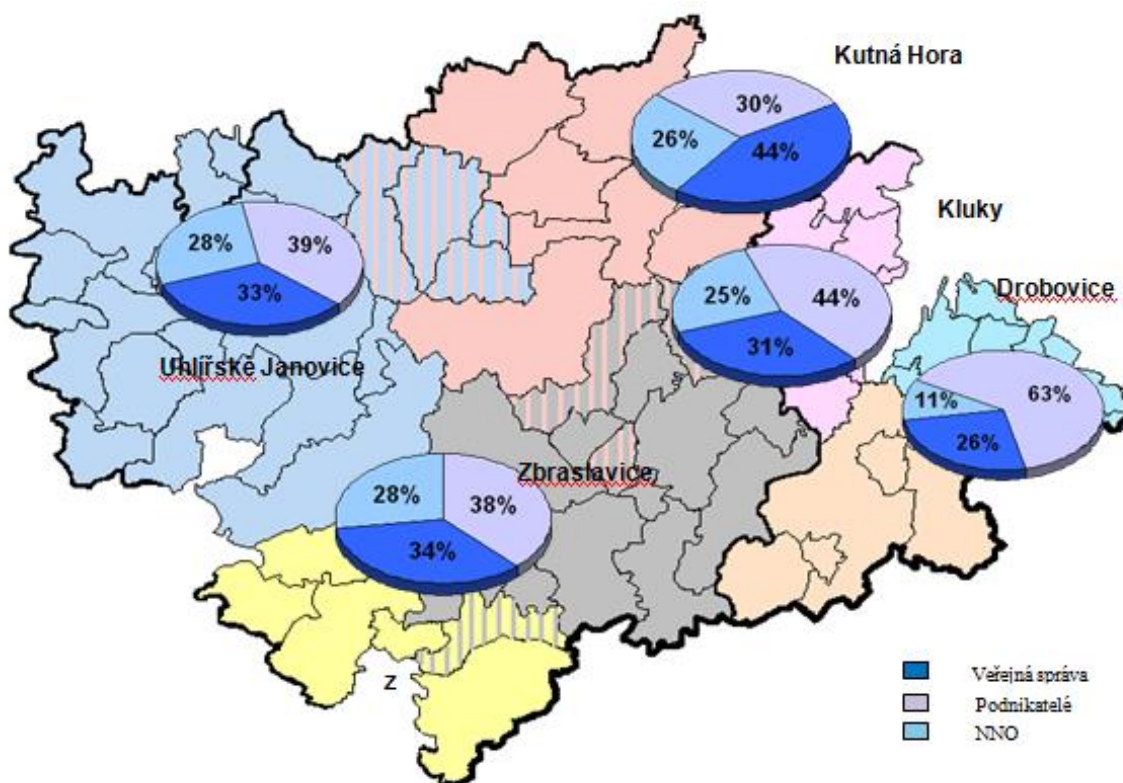 Kutná Hora
30%
26%
44%
Kluky
28%
39%
33%
25%
44%
31%
Drobovice
63%
11%
26%
Uhlířské Janovice
Zbraslavice
28%
38%
34%
Z
Veřejná správa
Podnikatelé
NNO